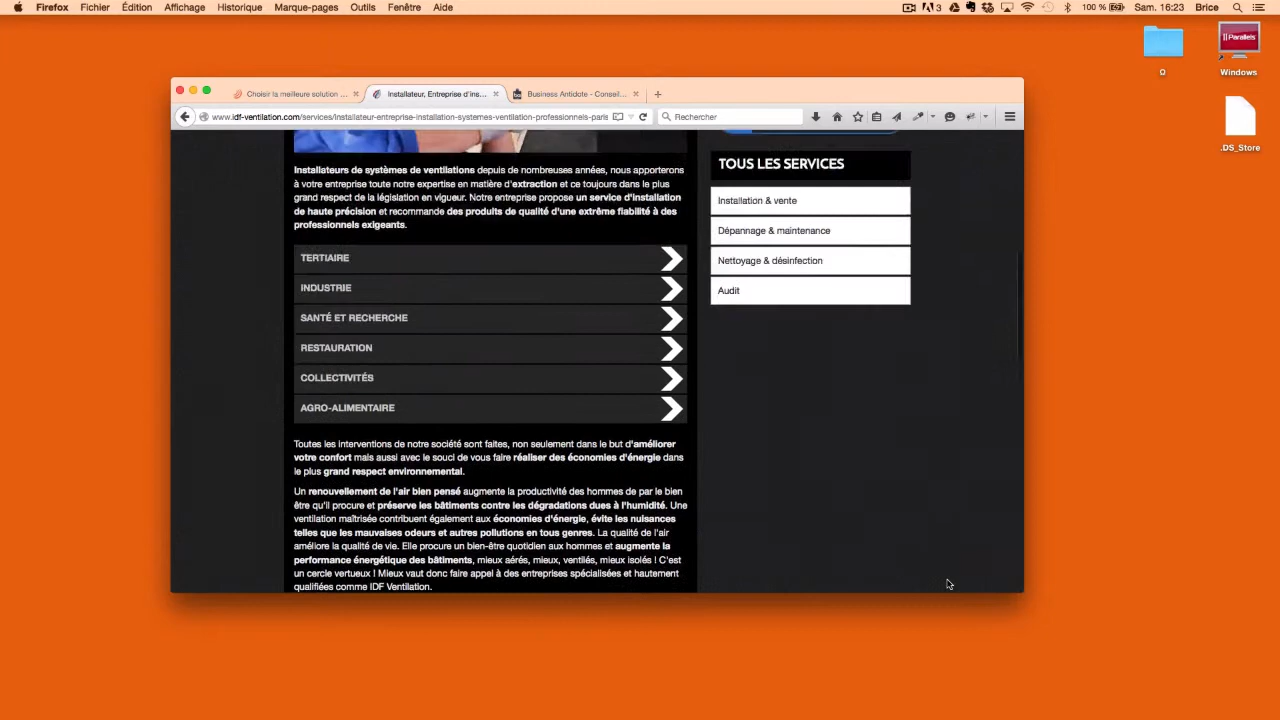 Firefox Fichier Édition Affichage Historique Marque-pages Outils Fenêtre Aide
3 100 % Sam. 16:23 Brice
Ω
Parallels
Windows
.DS_Store
Choisir la meilleure solution ...
Installateur, Entreprise d'ins...
Business Antidote - Conseil...
www.idf-ventilation.com/services/installateur-entreprise-installation-systemes-ventilation-professionnels-paris
Rechercher
Installateurs de systèmes de ventilations depuis de nombreuses années, nous apporterons
à votre entreprise toute notre expertise en matière d'extraction et ce toujours dans le plus
grand respect de la législation en vigueur. Notre entreprise propose un service d'installation
de haute précision et recommande des produits de qualité d'une extrême fiabilité à des
professionnels exigeants.
TERTIAIRE
INDUSTRIE
SANTÉ ET RECHERCHE
RESTAURATION
COLLECTIVITÉS
AGRO-ALIMENTAIRE
Toutes les interventions de notre société sont faites, non seulement dans le but d'améliorer
votre confort mais aussi avec le souci de vous faire réaliser des économies d'énergie dans
le plus grand respect environnemental.
Un renouvellement de l'air bien pensé augmente la productivité des hommes de par le bien
être qu'il procure et préserve les bâtiments contre les dégradations dues à l'humidité. Une
ventilation maîtrisée contribuent également aux économies d'énergie, évite les nuisances
telles que les mauvaises odeurs et autres pollutions en tous genres. La qualité de l'air
améliore la qualité de vie. Elle procure un bien-être quotidien aux hommes et augmente la
performance énergétique des bâtiments, mieux aérés, mieux, ventilés, mieux isolés ! C'est
un cercle vertueux ! Mieux vaut donc faire appel à des entreprises spécialisées et hautement
qualifiées comme IDF Ventilation.
TOUS LES SERVICES
Installation & vente
Dépannage & maintenance
Nettoyage & désinfection
Audit